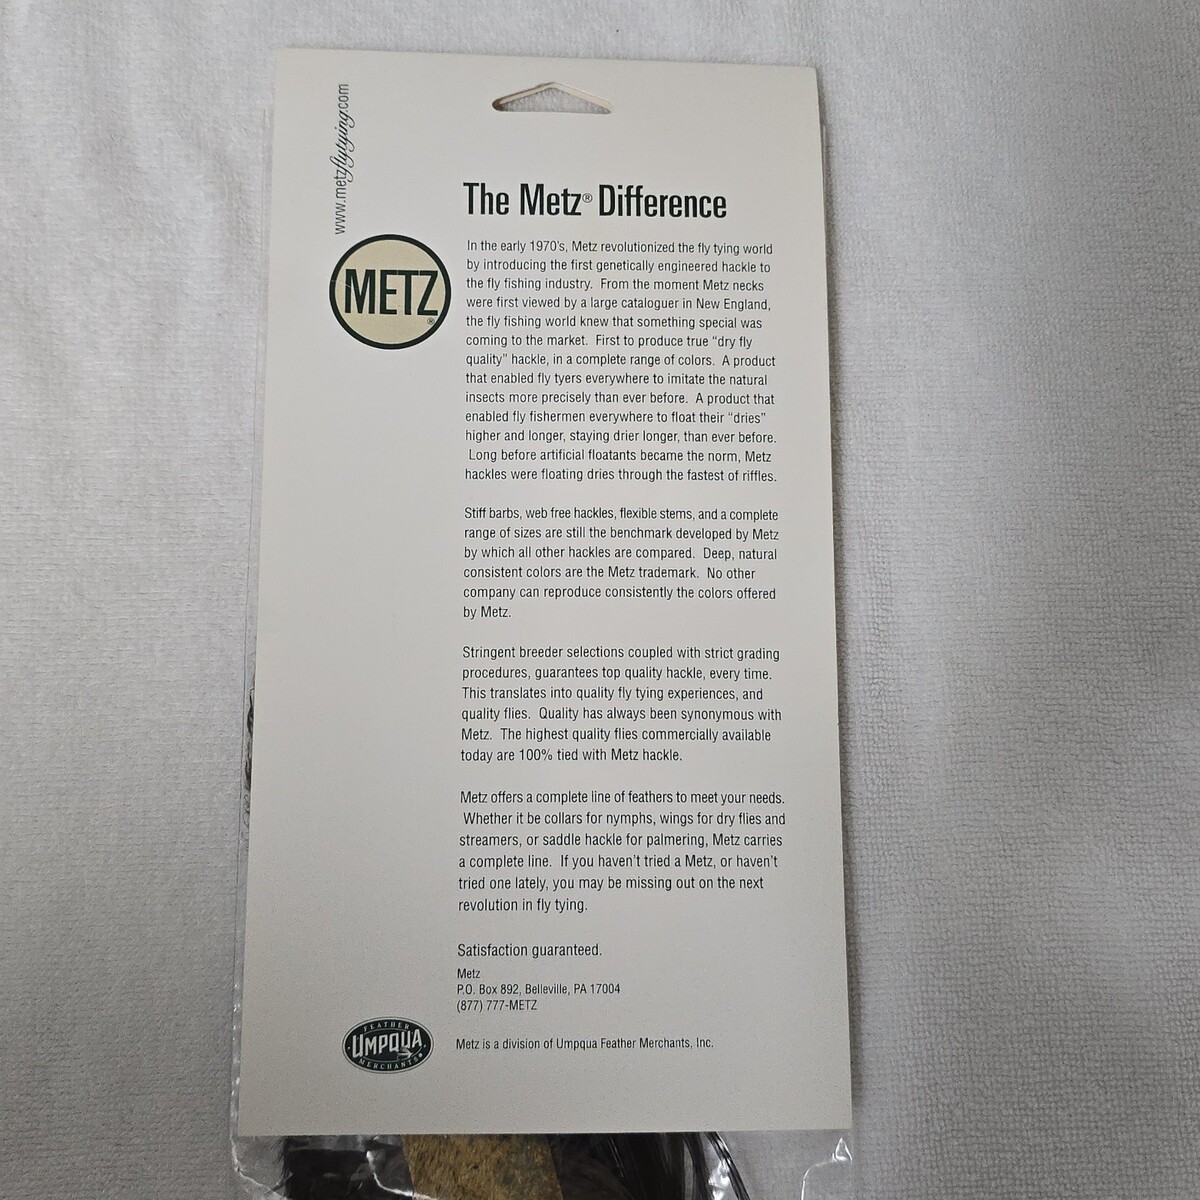 www.metzflytying.com
The Metz® Difference
METZ®
In the early 1970's, Metz revolutionized the fly tying world
by introducing the first genetically engineered hackle to
the fly fishing industry. From the moment Metz necks
were first viewed by a large cataloguer in New England,
the fly fishing world knew that something special was
coming to the market. First to produce true “dry fly
quality” hackle, in a complete range of colors. A product
that enabled fly tyers everywhere to imitate the natural
insects more precisely than ever before. A product that
enabled fly fishermen everywhere to float their “dries”
higher and longer, staying drier longer, than ever before.
Long before artificial floatants became the norm, Metz
hackles were floating dries through the fastest of riffles.
Stiff barbs, web free hackles, flexible stems, and a complete
range of sizes are still the benchmark developed by Metz
by which all other hackles are compared. Deep, natural
consistent colors are the Metz trademark. No other
company can reproduce consistently the colors offered
by Metz.
Stringent breeder selections coupled with strict grading
procedures, guarantees top quality hackle, every time.
This translates into quality fly tying experiences, and
quality flies. Quality has always been synonymous with
Metz. The highest quality flies commercially available
today are 100% tied with Metz hackle.
Metz offers a complete line of feathers to meet your needs.
Whether it be collars for nymphs, wings for dry flies and
streamers, or saddle hackle for palmering, Metz carries
a complete line. If you haven't tried a Metz, or haven't
tried one lately, you may be missing out on the next
revolution in fly tying.
Satisfaction guaranteed.
Metz
P.O. Box 892, Belleville, PA 17004
(877) 777-METZ
FEATHER
UMPQUA
MERCHANTS®
Metz is a division of Umpqua Feather Merchants, Inc.